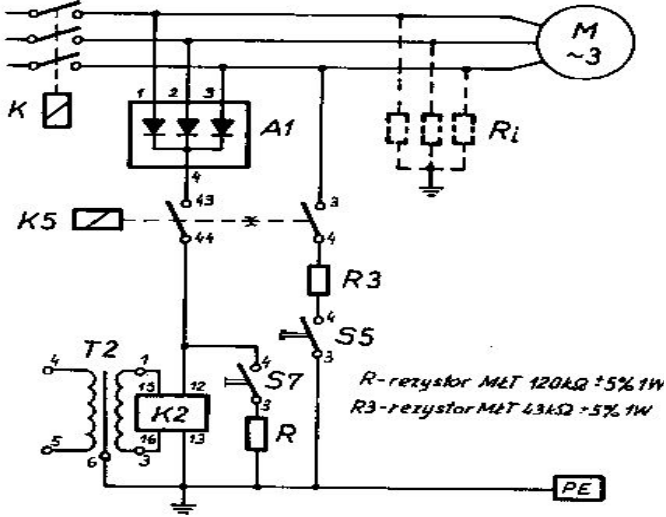 M
~3
K
1 2 3
A1
Ri
4
43
3
K5
44
4
R3
4
S5
3
T2
4
1
15
12
4
S7
K2
3
16
13
R
5
6
3
R-rezystor MŁT 120kΩ ±5% 1W
R3-rezystor MŁT 43kΩ ±5% 1W
PE